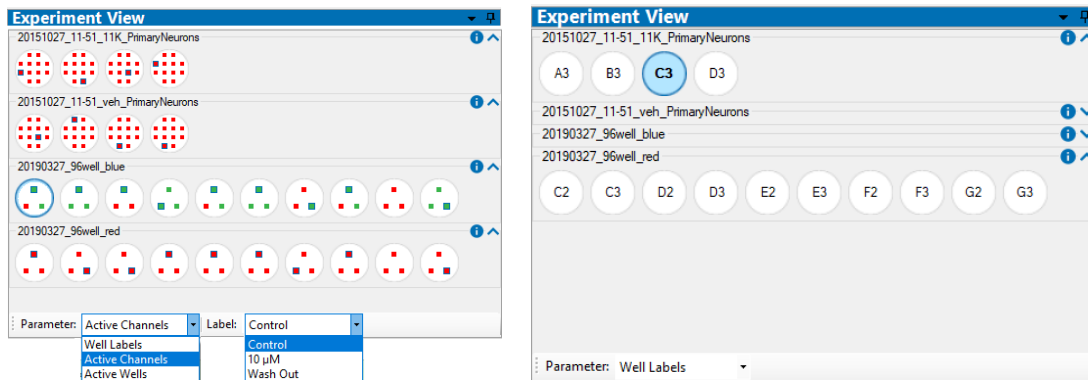 Experiment View
20151027_11-51_11K_PrimaryNeurons
20151027_11-51_veh_PrimaryNeurons
20190327_96well_blue
20190327_96well_red
Parameter: Active Channels Label: Control
Well Labels Control
Active Channels 10 µM
Active Wells Wash Out
Experiment View
20151027_11-51_11K_PrimaryNeurons
A3 B3 C3 D3
20151027_11-51_veh_PrimaryNeurons
20190327_96well_blue
20190327_96well_red
C2 C3 D2 D3 E2 E3 F2 F3 G2 G3
Parameter: Well Labels